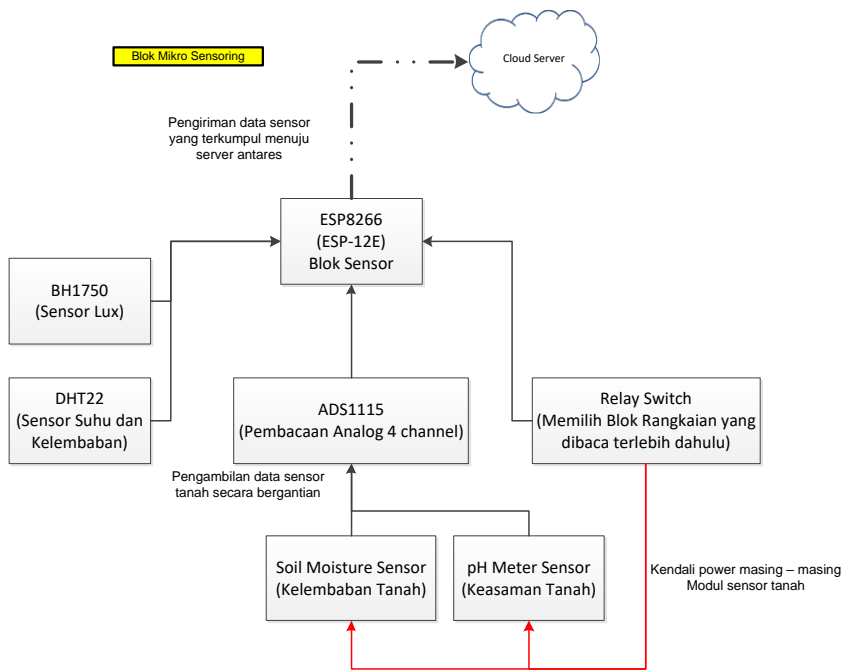 Blok Mikro Sensoring
Cloud Server
Pengiriman data sensor
yang terkumpul menuju
server antares
ESP8266
(ESP-12E)
Blok Sensor
BH1750
(Sensor Lux)
DHT22
(Sensor Suhu dan
Kelembaban)
ADS1115
(Pembacaan Analog 4 channel)
Relay Switch
(Memilih Blok Rangkaian yang
dibaca terlebih dahulu)
Pengambilan data sensor
tanah secara bergantian
Soil Moisture Sensor
(Kelembaban Tanah)
pH Meter Sensor
(Keasaman Tanah)
Kendali power masing – masing
Modul sensor tanah